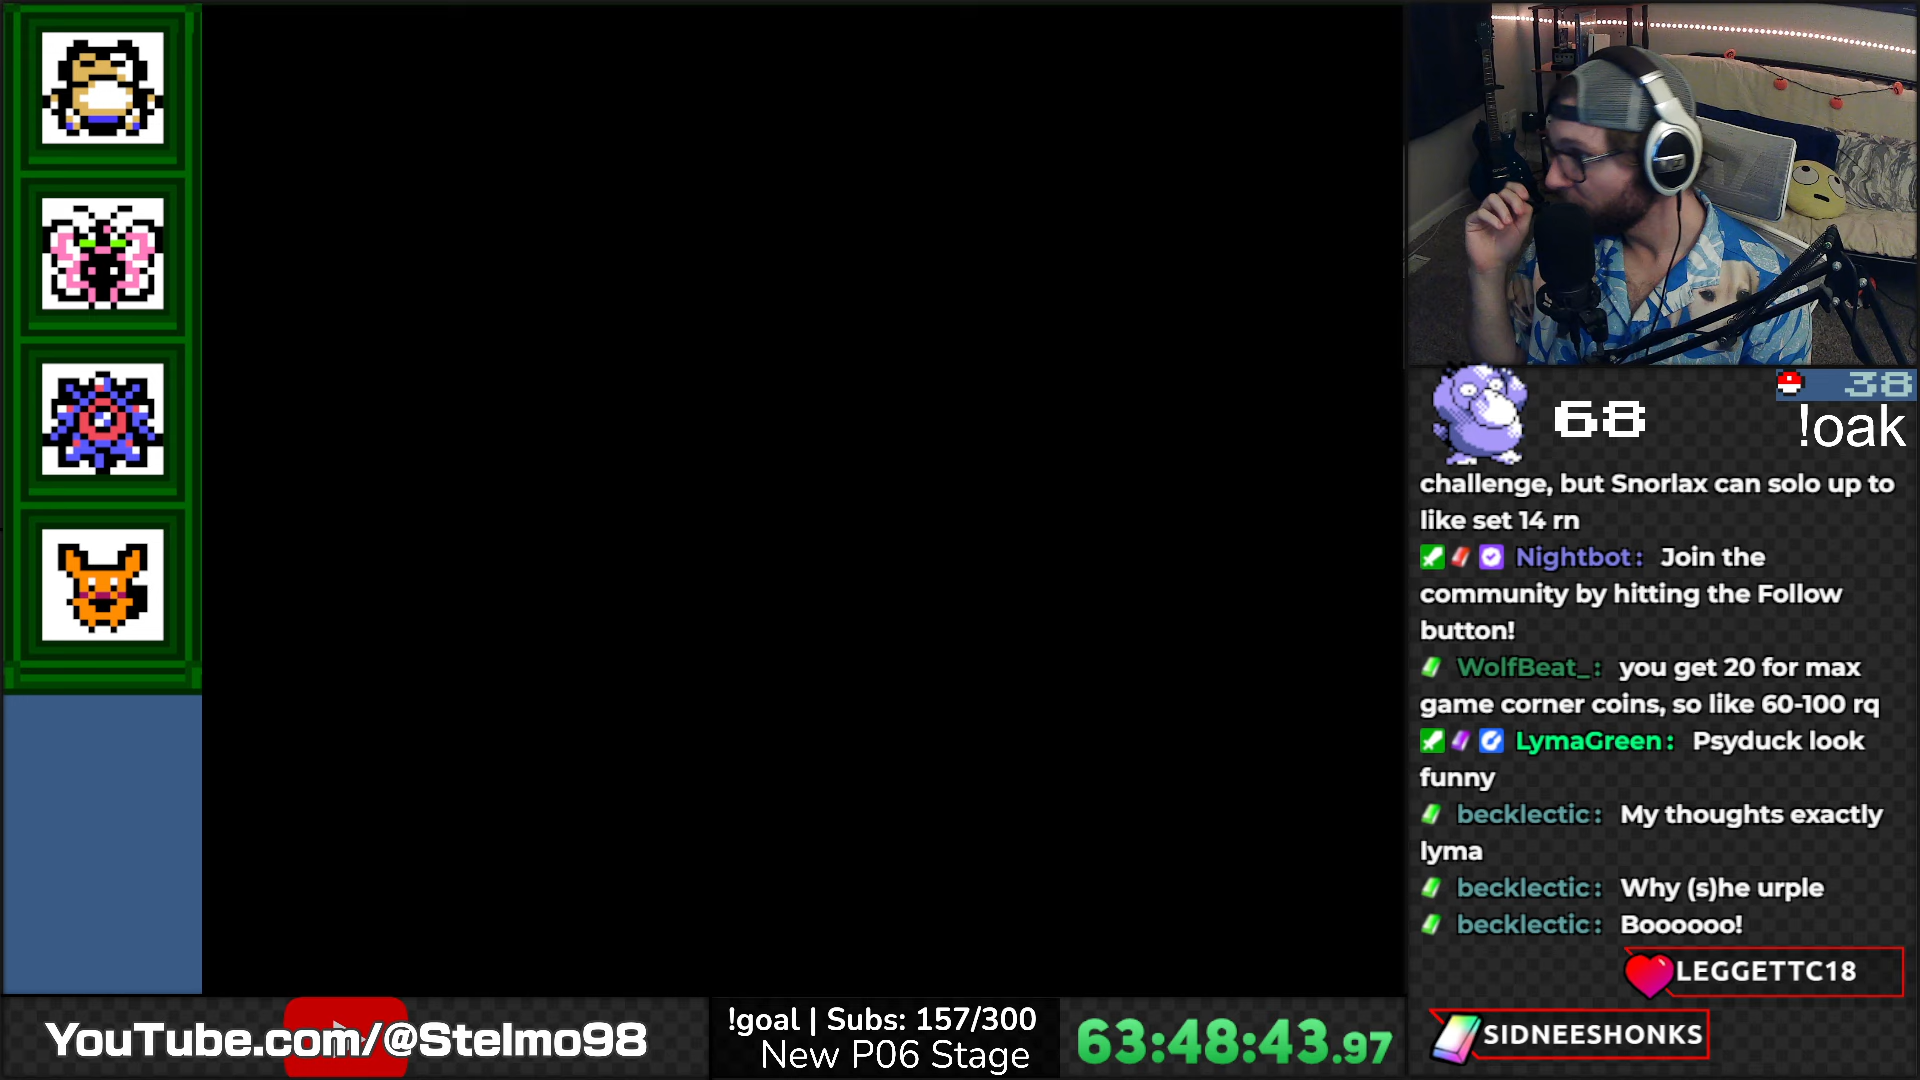 68
38
!oak
challenge, but Snorlax can solo up to
like set 14 rn
Nightbot: Join the
community by hitting the Follow
button!
WolfBeat_: you get 20 for max
game corner coins, so like 60-100 rq
LymaGreen: Psyduck look
funny
becklectic: My thoughts exactly
lyma
becklectic: Why (s)he urple
becklectic: Boooooo!
LEGGETTC18
SIDNEESHONKS
YouTube.com/@Stelmo98
!goal | Subs: 157/300
New P06 Stage
63:48:43.97